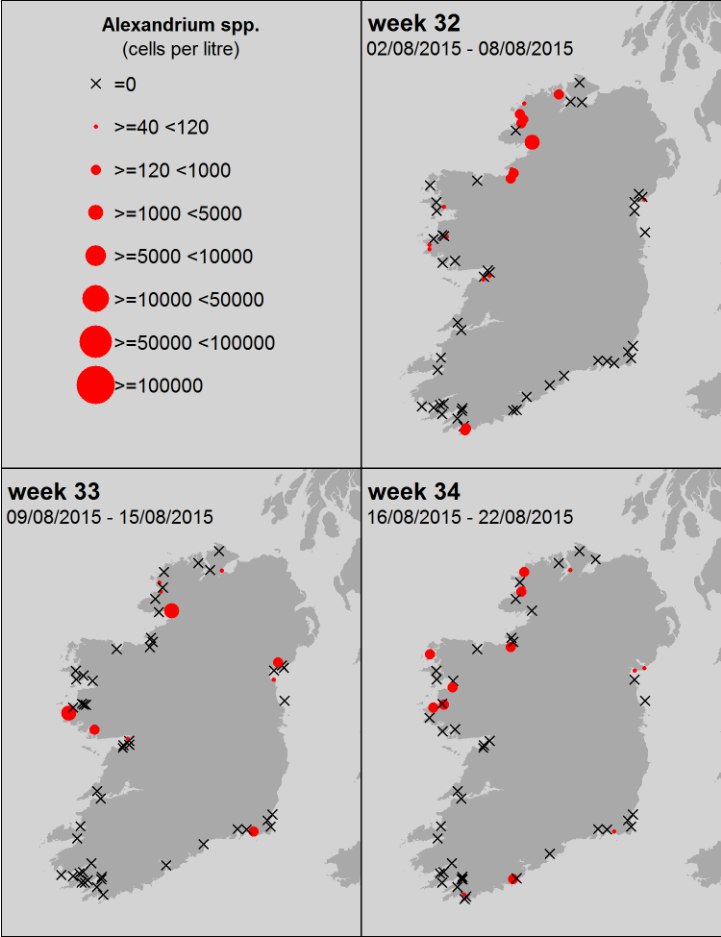 Alexandrium spp.
(cells per litre)
=0
>=40 <120
>=120 <1000
>=1000 <5000
>=5000 <10000
>=10000 <50000
>=50000 <100000
>=100000
week 32
02/08/2015 - 08/08/2015
week 33
09/08/2015 - 15/08/2015
week 34
16/08/2015 - 22/08/2015